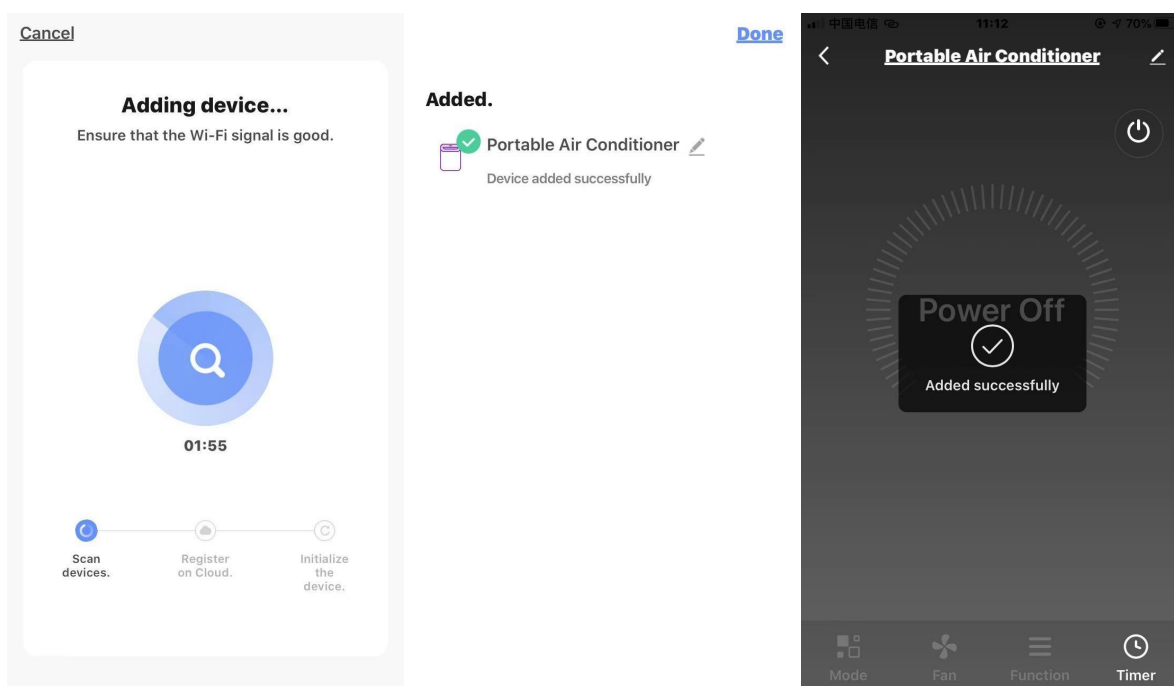 Cancel
Adding device...
Ensure that the Wi-Fi signal is good.
01:55
Scan
devices.
Register
on Cloud.
Initialize
the
device.
Done
Added.
Portable Air Conditioner
Device added successfully
中国电信
11:12
70%
Portable Air Conditioner
Power Off
Added successfully
Mode
Fan
Function
Timer